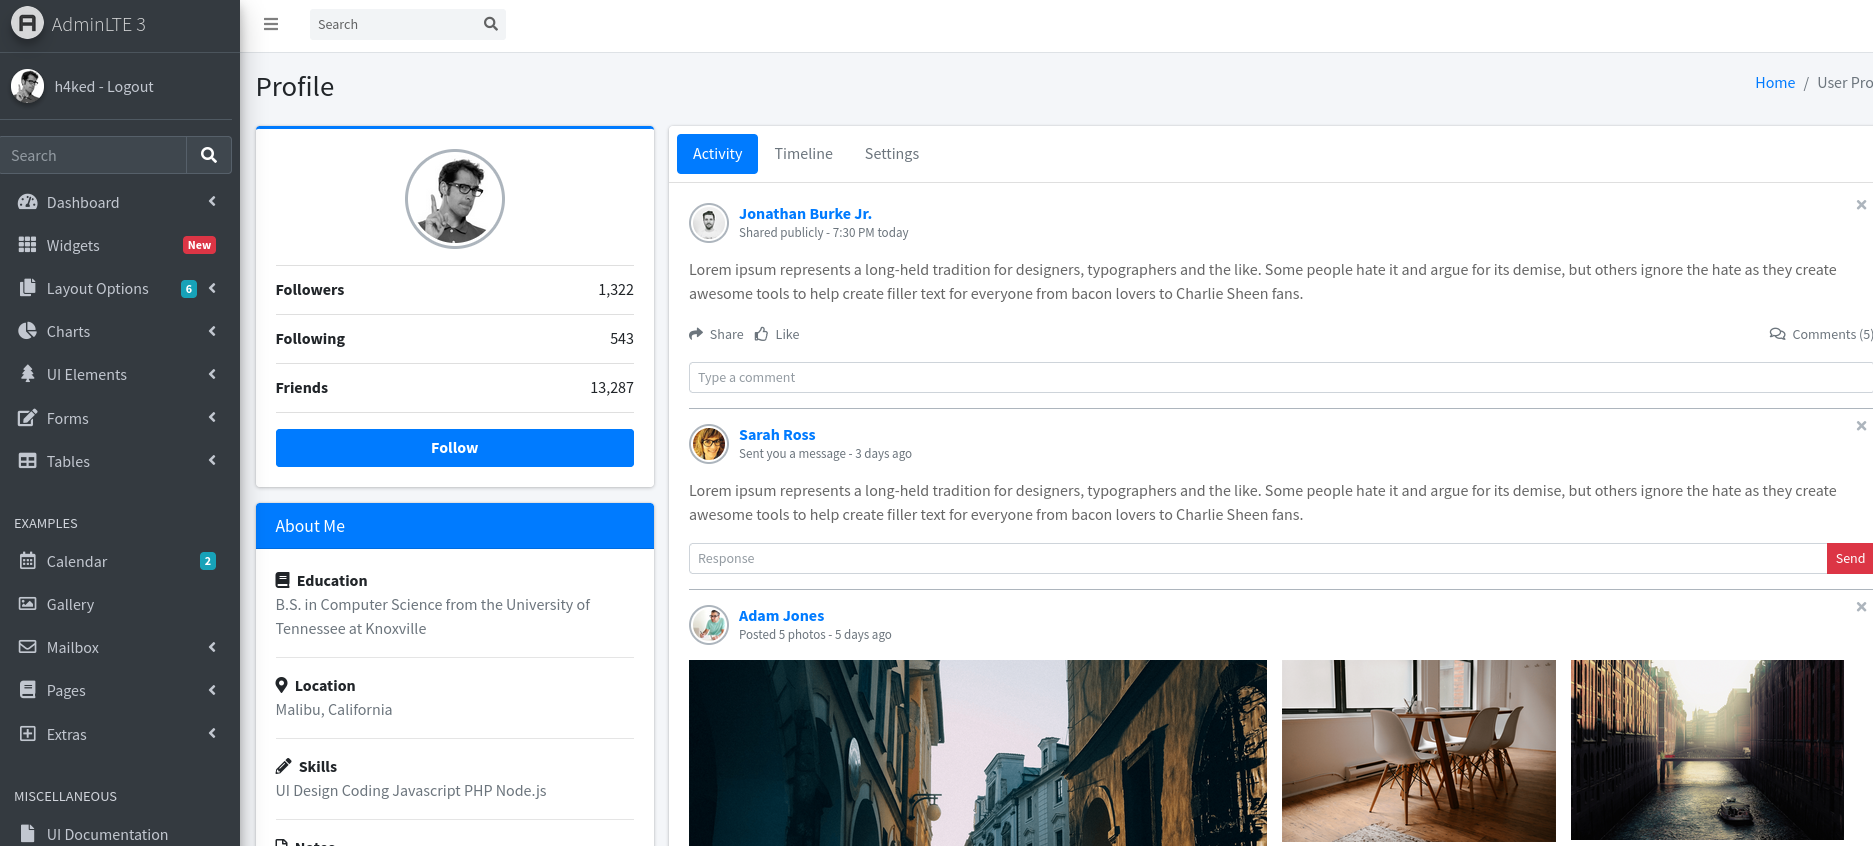 AdminLTE 3
Search
h4ked - Logout
Profile
Home / User Pro
Search
Dashboard
Widgets New
Layout Options 6
Charts
UI Elements
Forms
Tables
EXAMPLES
Calendar 2
Gallery
Mailbox
Pages
Extras
MISCELLANEOUS
UI Documentation
Followers 1,322
Following 543
Friends 13,287
Follow
About Me
Education
B.S. in Computer Science from the University of
Tennessee at Knoxville
Location
Malibu, California
Skills
UI Design Coding Javascript PHP Node.js
Notes
Activity Timeline Settings
Jonathan Burke Jr.
Shared publicly - 7:30 PM today
Lorem ipsum represents a long-held tradition for designers, typographers and the like. Some people hate it and argue for its demise, but others ignore the hate as they create
awesome tools to help create filler text for everyone from bacon lovers to Charlie Sheen fans.
Share Like Comments (5)
Type a comment
Sarah Ross
Sent you a message - 3 days ago
Lorem ipsum represents a long-held tradition for designers, typographers and the like. Some people hate it and argue for its demise, but others ignore the hate as they create
awesome tools to help create filler text for everyone from bacon lovers to Charlie Sheen fans.
Response Send
Adam Jones
Posted 5 photos - 5 days ago